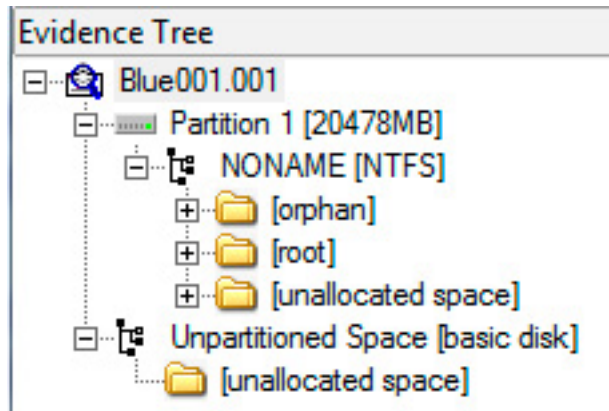 Evidence Tree
Blue001.001
Partition 1 [20478MB]
NONAME [NTFS]
[orphan]
[root]
[unallocated space]
Unpartitioned Space [basic disk]
[unallocated space]